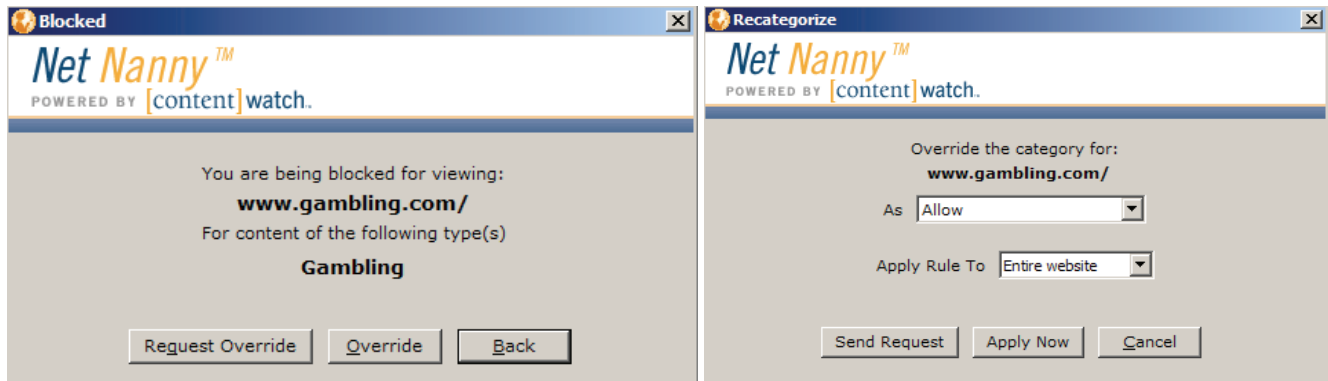 Blocked
Net Nanny™
POWERED BY [content]watch.
You are being blocked for viewing:
www.gambling.com/
For content of the following type(s)
Gambling
Request Override
Override
Back
Recategorize
Net Nanny™
POWERED BY [content]watch.
Override the category for:
www.gambling.com/
As Allow
Apply Rule To Entire website
Send Request
Apply Now
Cancel